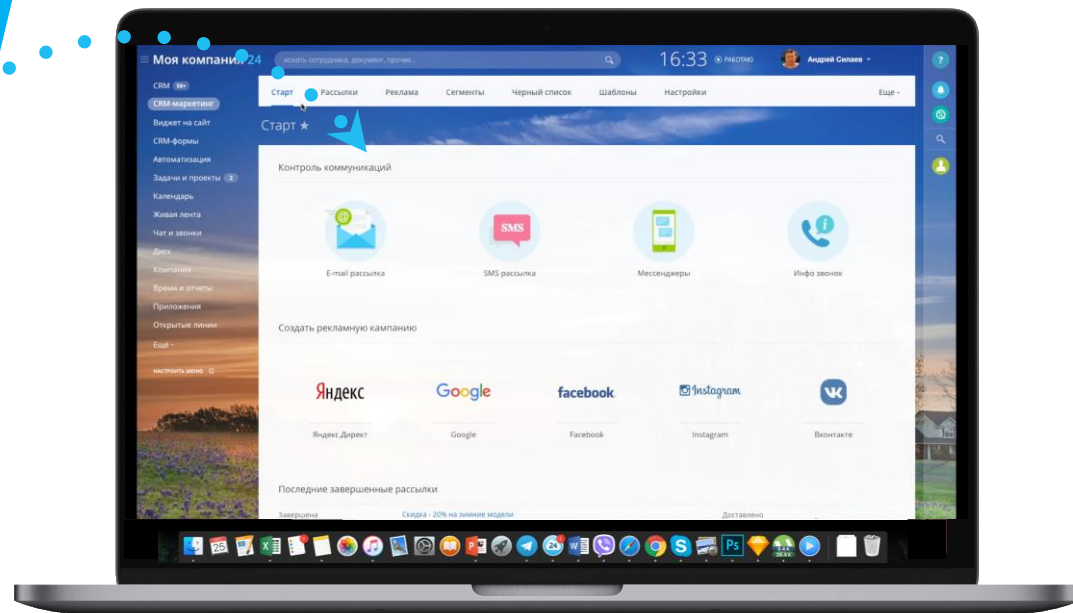 Моя компания 24
искать сотрудника, документ, прочее...
16:33
РАБОТАЮ
Андрей Силаев
CRM 50+
CRM-маркетинг
Виджет на сайт
CRM-формы
Автоматизация
Задачи и проекты 2
Календарь
Живая лента
Чат и звонки
Диск
Компания
Время и отчеты
Приложения
Открытые линии
Ещё
НАСТРОИТЬ МЕНЮ
Старт Рассылки Реклама Сегменты Черный список Шаблоны Настройки Еще
Старт
Контроль коммуникаций
SMS
E-mail рассылка SMS рассылка Мессенджеры Инфо звонок
Создать рекламную кампанию
Яндекс Google facebook Instagram
Яндекс.Директ Google Facebook Instagram Вконтакте
Последние завершенные рассылки
Завершена Скидка - 20% на зимние модели Доставлено
25 24 Ps